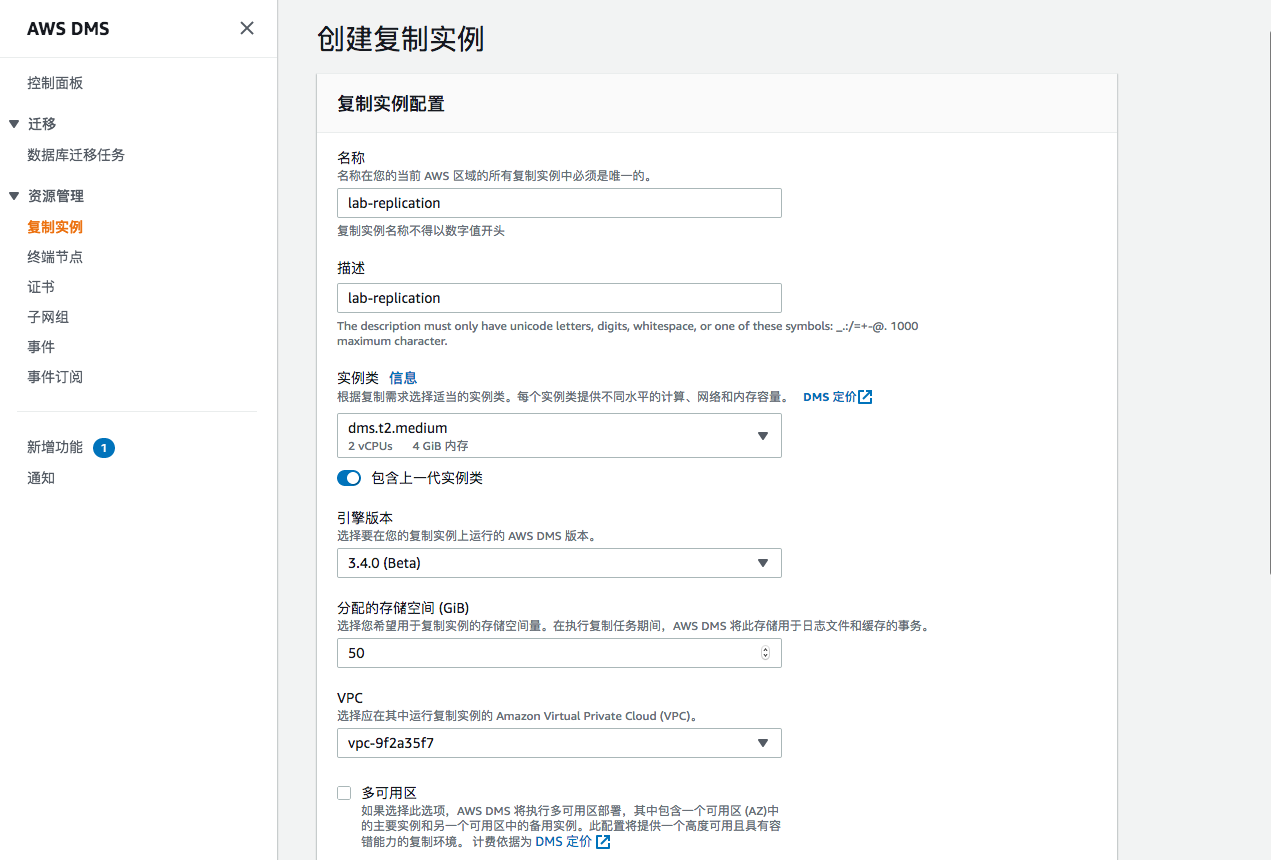 AWS DMS
控制面板
迁移
数据库迁移任务
资源管理
复制实例
终端节点
证书
子网组
事件
事件订阅
新增功能 1
通知
创建复制实例
复制实例配置
名称
名称在您的当前 AWS 区域的所有复制实例中必须是唯一的。
lab-replication
复制实例名称不得以数字值开头
描述
lab-replication
The description must only have unicode letters, digits, whitespace, or one of these symbols: _.:/=+-@. 1000
maximum character.
实例类 信息
根据复制需求选择适当的实例类。每个实例类提供不同水平的计算、网络和内存容量。 DMS 定价
dms.t2.medium
2 vCPUs 4 GiB 内存
包含上一代实例类
引擎版本
选择要在您的复制实例上运行的 AWS DMS 版本。
3.4.0 (Beta)
分配的存储空间 (GiB)
选择您希望用于复制实例的存储空间量。在执行复制任务期间，AWS DMS 将此存储用于日志文件和缓存的事务。
50
VPC
选择应在其中运行复制实例的 Amazon Virtual Private Cloud (VPC)。
vpc-9f2a35f7
多可用区
如果选择此选项，AWS DMS 将执行多可用区部署，其中包含一个可用区 (AZ)中
的主要实例和另一个可用区中的备用实例。此配置将提供一个高度可用且具有容
错能力的复制环境。 计费依据为 DMS 定价